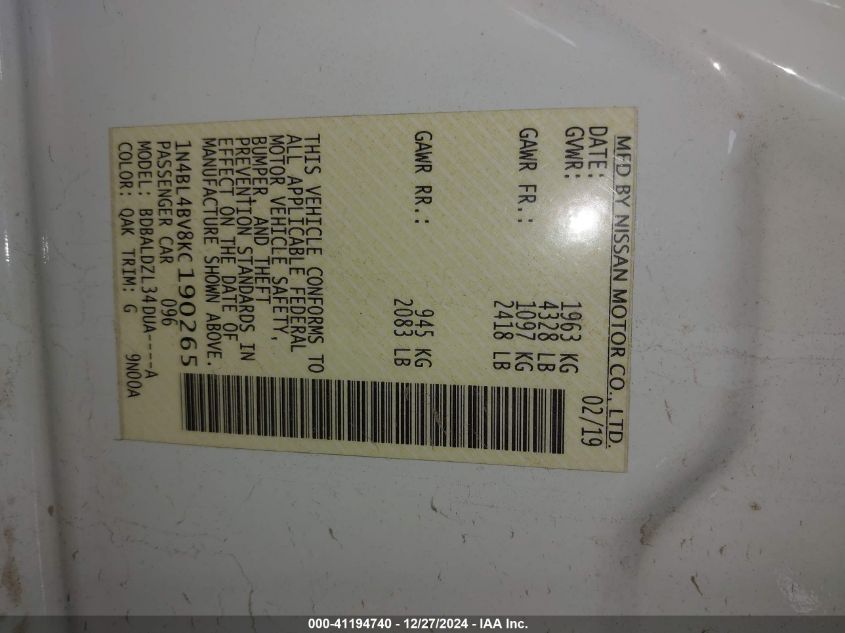 MFD BY NISSAN MOTOR CO., LTD.
DATE: 02/19
GVWR: 1963 KG
4328 LB
GAWR FR.: 1097 KG
2418 LB
GAWR RR.: 945 KG
2083 LB
THIS VEHICLE CONFORMS TO
ALL APPLICABLE FEDERAL
MOTOR VEHICLE SAFETY,
BUMPER, AND THEFT
PREVENTION STANDARDS IN
EFFECT ON THE DATE OF
MANUFACTURE SHOWN ABOVE.
1N4BL4BV8KC190265
PASSENGER CAR 096
MODEL: BDBALDZL34DUA----A
COLOR: QAK TRIM: G 9N00A
000-41194740 - 12/27/2024 - IAA Inc.